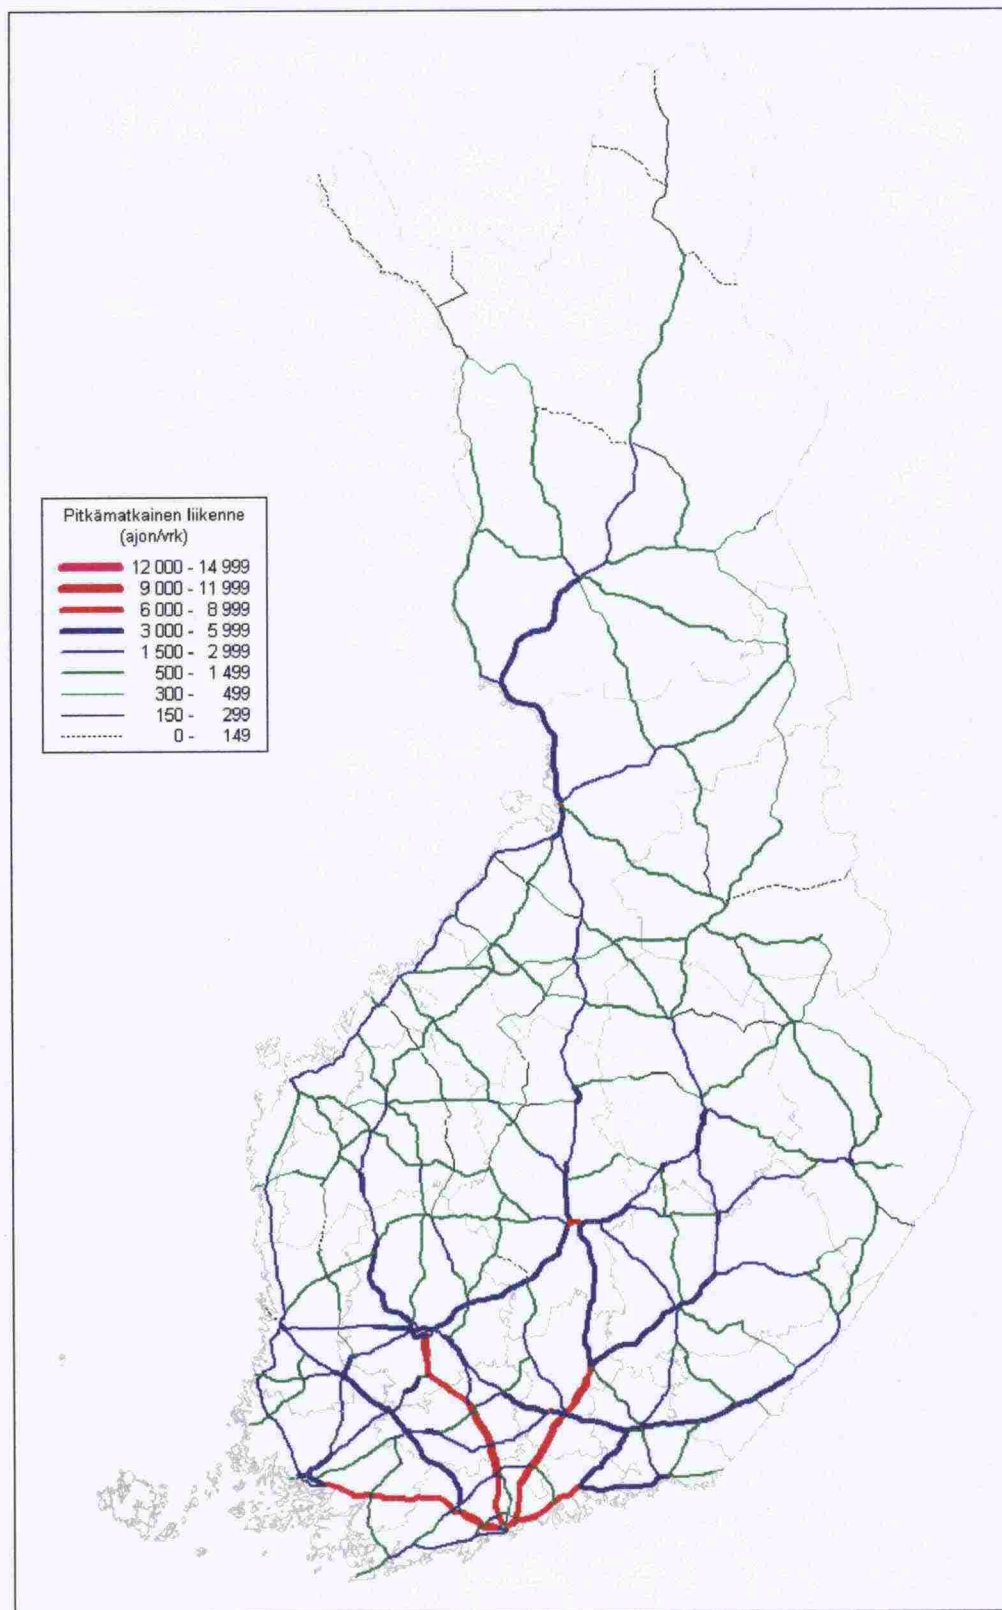 Pitkämatkainen liikenne
(ajon/vrk)
12 000 - 14 999
9 000 - 11 999
6 000 - 8 999
3 000 - 5 999
1 500 - 2 999
500 - 1 499
300 - 499
150 - 299
0 - 149